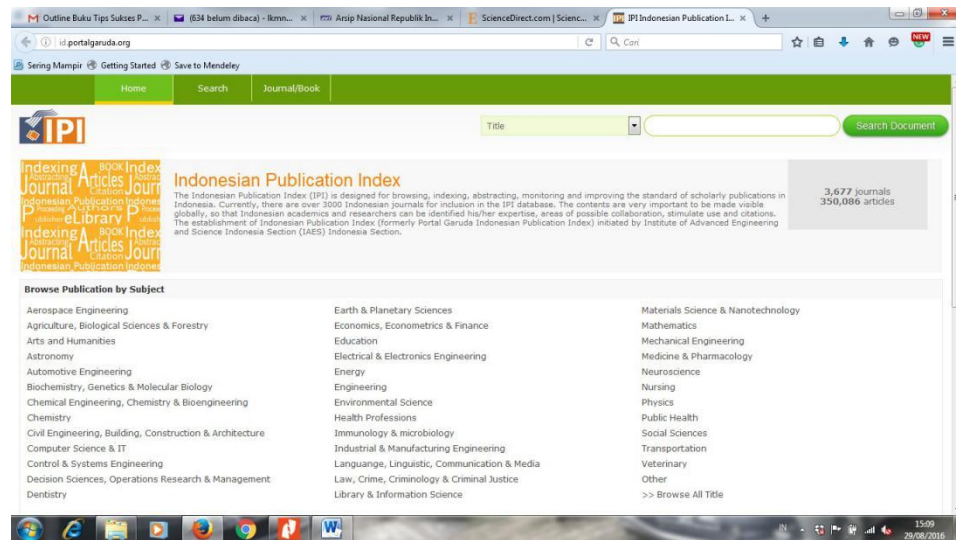 Outline Buku Tips Sukses P...
(634 belum dibaca) - lkmn...
Arsip Nasional Republik In...
ScienceDirect.com | Scienc...
IPI Indonesian Publication I...
id.portalgaruda.org
Cari
NEW
Sering Mampir
Getting Started
Save to Mendeley
Home
Search
Journal/Book
IPI
Title
Search Document
Indonesian Publication Index
The Indonesian Publication Index (IPI) is designed for browsing, indexing, abstracting, monitoring and improving the standard of scholarly publications in
Indonesia. Currently, there are over 3000 Indonesian journals for inclusion in the IPI database. The contents are very important to be made visible
globally, so that Indonesian academics and researchers can be identified his/her expertise, areas of possible collaboration, stimulate use and citations.
The establishment of Indonesian Publication Index (formerly Portal Garuda Indonesian Publication Index) initiated by Institute of Advanced Engineering
and Science Indonesia Section (IAES) Indonesia Section.
3,677 journals
350,086 articles
Browse Publication by Subject
Aerospace Engineering
Agriculture, Biological Sciences & Forestry
Arts and Humanities
Astronomy
Automotive Engineering
Biochemistry, Genetics & Molecular Biology
Chemical Engineering, Chemistry & Bioengineering
Chemistry
Civil Engineering, Building, Construction & Architecture
Computer Science & IT
Control & Systems Engineering
Decision Sciences, Operations Research & Management
Dentistry
Earth & Planetary Sciences
Economics, Econometrics & Finance
Education
Electrical & Electronics Engineering
Energy
Engineering
Environmental Science
Health Professions
Immunology & microbiology
Industrial & Manufacturing Engineering
Languange, Linguistic, Communication & Media
Law, Crime, Criminology & Criminal Justice
Library & Information Science
Materials Science & Nanotechnology
Mathematics
Mechanical Engineering
Medicine & Pharmacology
Neuroscience
Nursing
Physics
Public Health
Social Sciences
Transportation
Veterinary
Other
>> Browse All Title
IN
15:09
29/08/2016